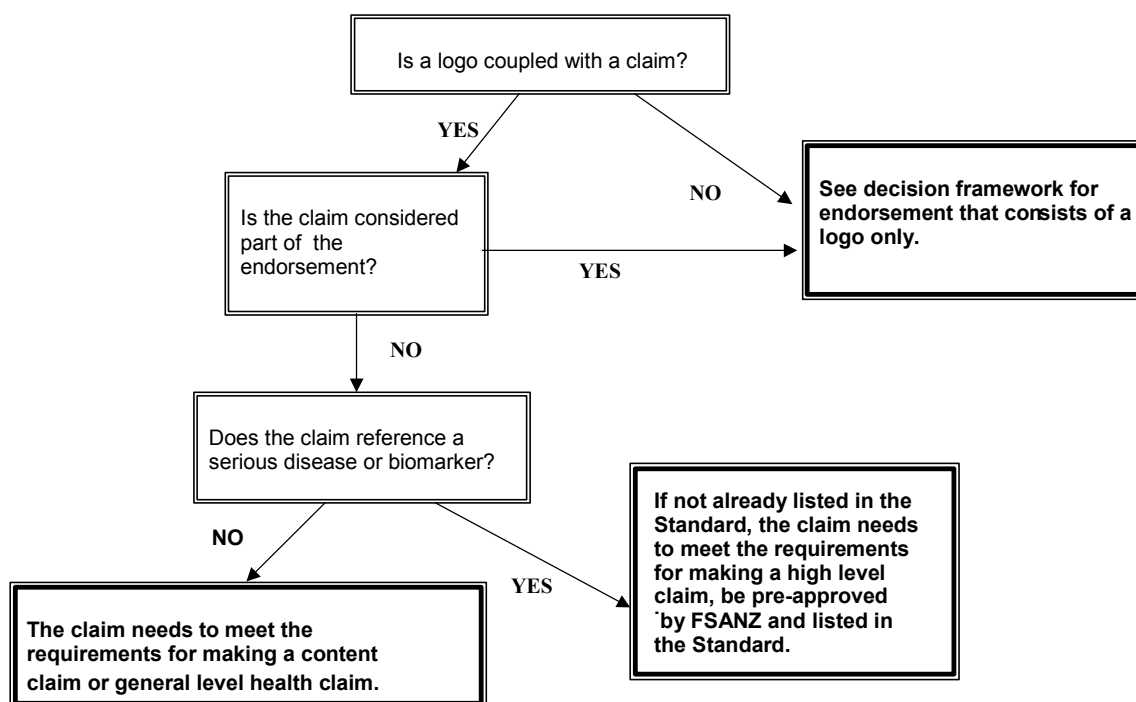 Is a logo coupled with a claim?
YES
NO
See decision framework for
endorsement that consists of a
logo only.
Is the claim considered
part of the
endorsement?
YES
NO
Does the claim reference a
serious disease or biomarker?
NO
YES
If not already listed in the
Standard, the claim needs
to meet the requirements
for making a high level
claim, be pre-approved
by FSANZ and listed in
the Standard.
The claim needs to meet the
requirements for making a content
claim or general level health claim.